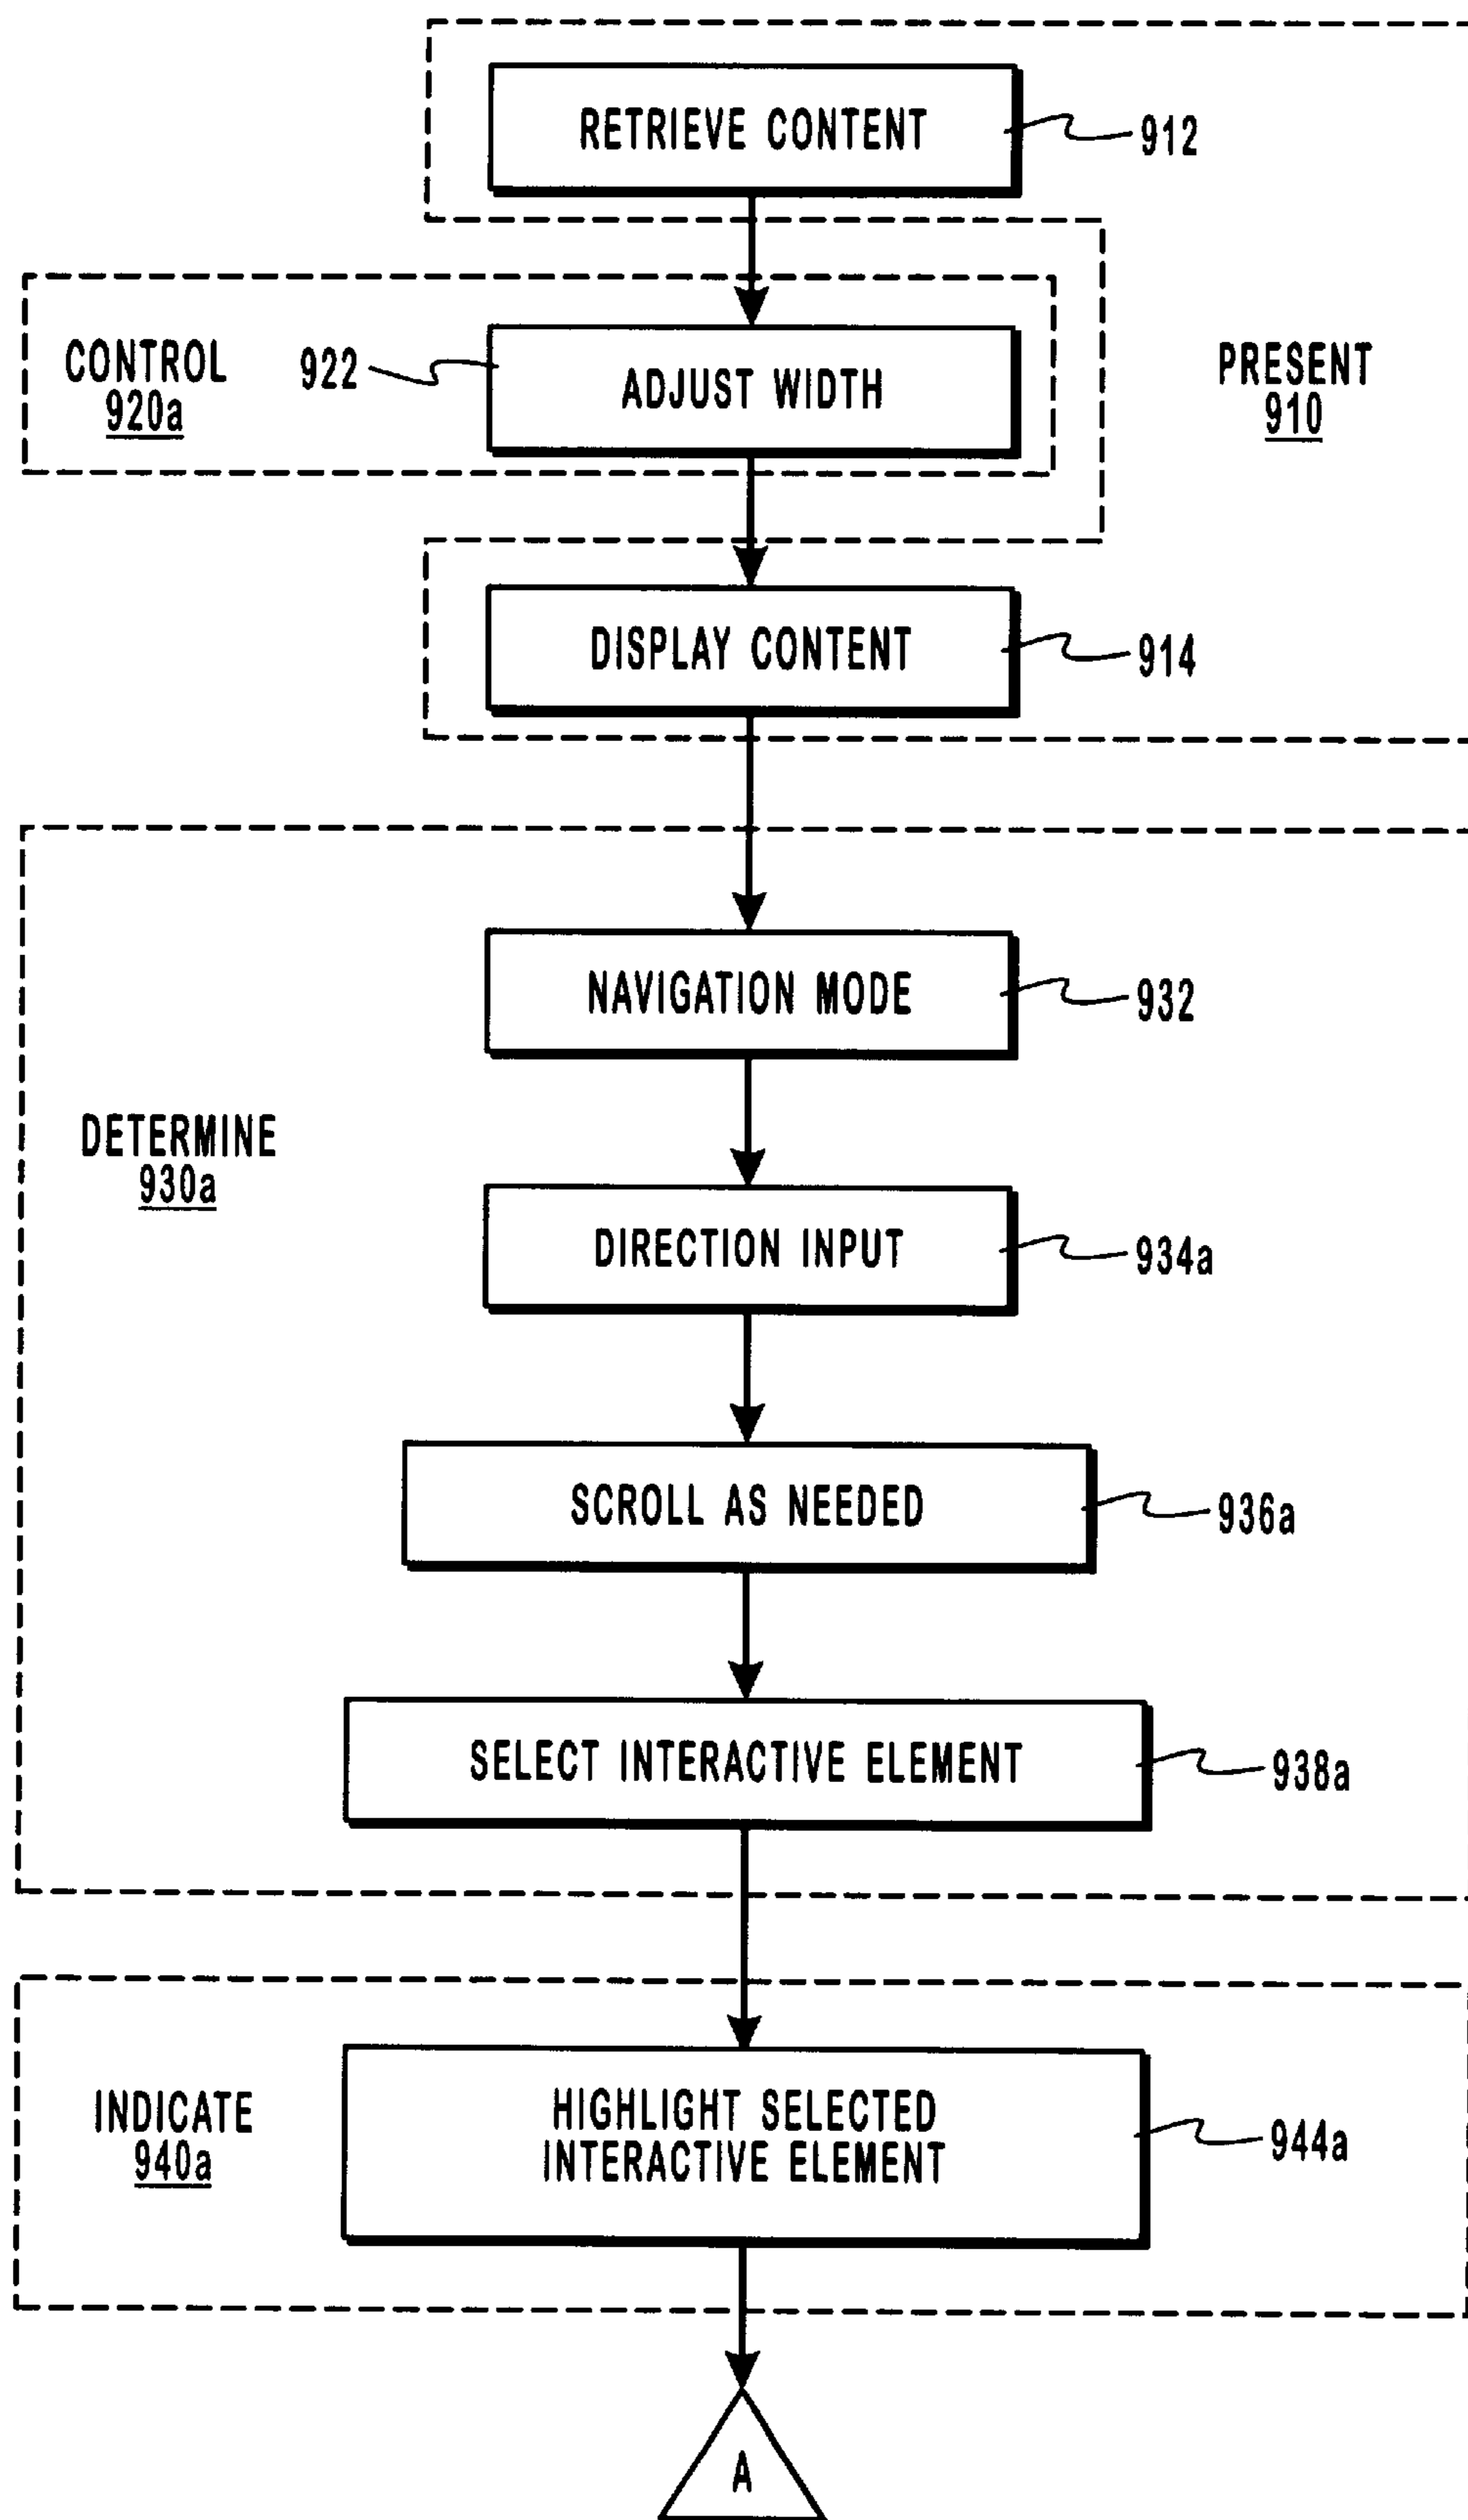 RETRIEVE CONTENT
912
CONTROL
920a
922
ADJUST WIDTH
PRESENT
910
DISPLAY CONTENT
914
NAVIGATION MODE
932
DETERMINE
930a
DIRECTION INPUT
934a
SCROLL AS NEEDED
936a
SELECT INTERACTIVE ELEMENT
938a
INDICATE
940a
HIGHLIGHT SELECTED
INTERACTIVE ELEMENT
944a
A